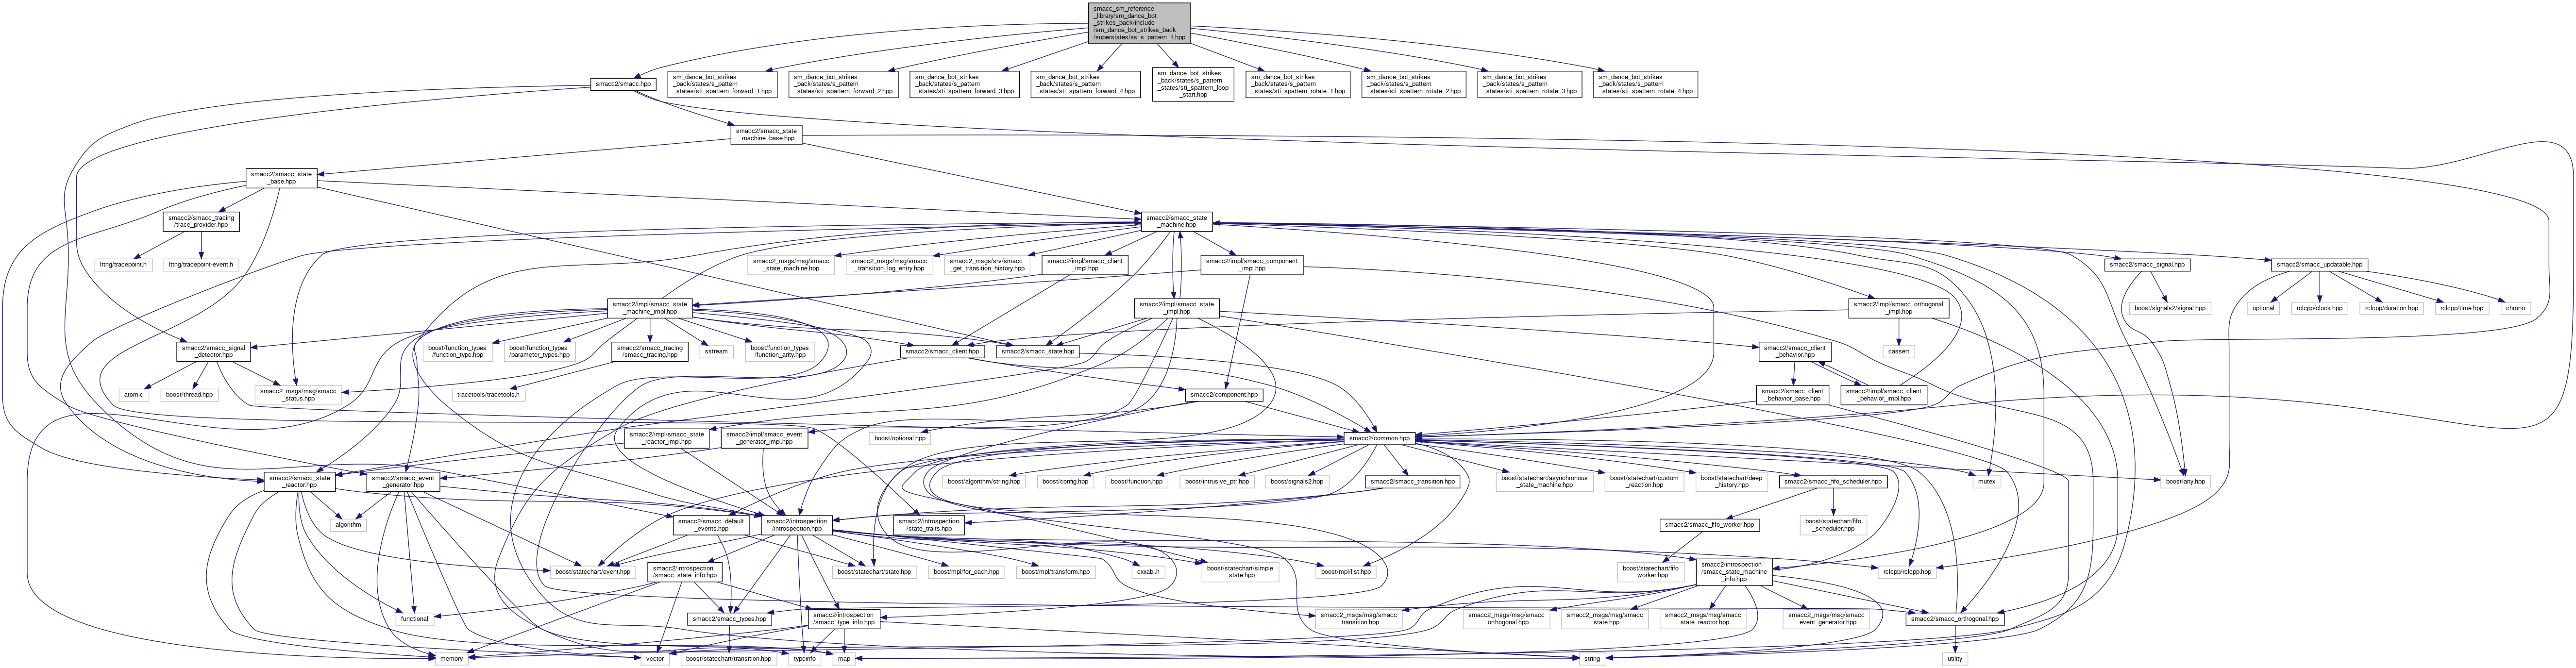 smacc_sm_reference
_library/sm_dance_bot
_strikes_back/include
/sm_dance_bot_strikes_back
/superstates/ss_s_pattern_1.hpp
smacc2/smacc.hpp
sm_dance_bot_strikes
_back/states/s_pattern
_states/sti_spattern_forward_1.hpp
sm_dance_bot_strikes
_back/states/s_pattern
_states/sti_spattern_forward_2.hpp
sm_dance_bot_strikes
_back/states/s_pattern
_states/sti_spattern_forward_3.hpp
sm_dance_bot_strikes
_back/states/s_pattern
_states/sti_spattern_forward_4.hpp
sm_dance_bot_strikes
_back/states/s_pattern
_states/sti_spattern_loop
_start.hpp
sm_dance_bot_strikes
_back/states/s_pattern
_states/sti_spattern_rotate_1.hpp
sm_dance_bot_strikes
_back/states/s_pattern
_states/sti_spattern_rotate_2.hpp
sm_dance_bot_strikes
_back/states/s_pattern
_states/sti_spattern_rotate_3.hpp
sm_dance_bot_strikes
_back/states/s_pattern
_states/sti_spattern_rotate_4.hpp
smacc2/smacc_state
_machine_base.hpp
smacc2/smacc_state
_base.hpp
smacc2/smacc_tracing
/trace_provider.hpp
smacc2/smacc_state
_machine.hpp
lttng/tracepoint.h
lttng/tracepoint-event.h
smacc2_msgs/msg/smacc
_state_machine.hpp
smacc2_msgs/msg/smacc
_transition_log_entry.hpp
smacc2_msgs/srv/smacc
_get_transition_history.hpp
smacc2/impl/smacc_client
_impl.hpp
smacc2/impl/smacc_component
_impl.hpp
smacc2/smacc_signal.hpp
smacc2/smacc_updatable.hpp
smacc2/impl/smacc_state
_machine_impl.hpp
smacc2/impl/smacc_state
_impl.hpp
smacc2/impl/smacc_orthogonal
_impl.hpp
boost/signals2/signal.hpp
optional
rclcpp/clock.hpp
rclcpp/duration.hpp
rclcpp/time.hpp
chrono
smacc2/smacc_signal
_detector.hpp
boost/function_types
/function_type.hpp
boost/function_types
/parameter_types.hpp
smacc2/smacc_tracing
/smacc_tracing.hpp
sstream
boost/function_types
/function_arity.hpp
smacc2/smacc_client.hpp
smacc2/smacc_state.hpp
smacc2/smacc_client
_behavior.hpp
cassert
atomic
boost/thread.hpp
smacc2_msgs/msg/smacc
_status.hpp
tracetools/tracetools.h
smacc2/component.hpp
smacc2/smacc_client
_behavior_base.hpp
smacc2/impl/smacc_client
_behavior_impl.hpp
smacc2/impl/smacc_state
_reactor_impl.hpp
smacc2/impl/smacc_event
_generator_impl.hpp
boost/optional.hpp
smacc2/common.hpp
smacc2/smacc_state
_reactor.hpp
smacc2/smacc_event
_generator.hpp
boost/algorithm/string.hpp
boost/config.hpp
boost/function.hpp
boost/intrusive_ptr.hpp
boost/signals2.hpp
smacc2/smacc_transition.hpp
boost/statechart/asynchronous
_state_machine.hpp
boost/statechart/custom
_reaction.hpp
boost/statechart/deep
_history.hpp
smacc2/smacc_fifo_scheduler.hpp
mutex
boost/any.hpp
algorithm
smacc2/smacc_default
_events.hpp
smacc2/introspection
/introspection.hpp
smacc2/introspection
/state_traits.hpp
smacc2/smacc_fifo_worker.hpp
boost/statechart/fifo
_scheduler.hpp
boost/statechart/event.hpp
smacc2/introspection
/smacc_state_info.hpp
boost/statechart/state.hpp
boost/mpl/for_each.hpp
boost/mpl/transform.hpp
cxxabi.h
boost/statechart/simple
_state.hpp
boost/mpl/list.hpp
boost/statechart/fifo
_worker.hpp
smacc2/introspection
/smacc_state_machine
_info.hpp
rclcpp/rclcpp.hpp
functional
smacc2/smacc_types.hpp
smacc2/introspection
/smacc_type_info.hpp
smacc2_msgs/msg/smacc
_transition.hpp
smacc2_msgs/msg/smacc
_orthogonal.hpp
smacc2_msgs/msg/smacc
_state.hpp
smacc2_msgs/msg/smacc
_state_reactor.hpp
smacc2_msgs/msg/smacc
_event_generator.hpp
smacc2/smacc_orthogonal.hpp
memory
vector
boost/statechart/transition.hpp
typeinfo
map
string
utility